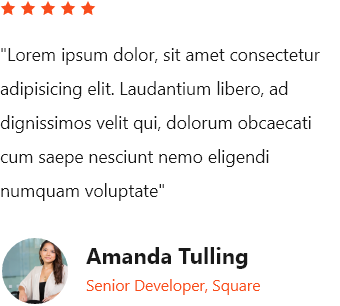 "Lorem ipsum dolor, sit amet consectetur
adipisicing elit. Laudantium libero, ad
dignissimos velit qui, dolorum obcaecati
cum saepe nesciunt nemo eligendi
numquam voluptate"
Amanda Tulling
Senior Developer, Square